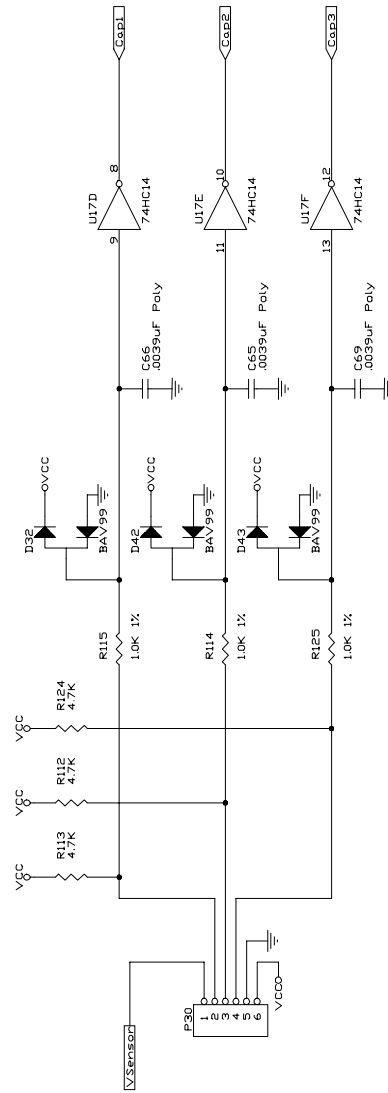 VCC
VCC
VCC
R113
4.7K
R112
4.7K
R124
4.7K
D32
VCC
BAV99
R115
1.0K 1%
C66
.0039uF Poly
U17D
9
8
74HC14
Cap1
D42
VCC
BAV99
R114
1.0K 1%
C65
.0039uF Poly
U17E
11
10
74HC14
Cap2
D43
VCC
BAV99
R125
1.0K 1%
C69
.0039uF Poly
U17F
13
12
74HC14
Cap3
VSensor
P30
1
2
3
4
5
6
VCC